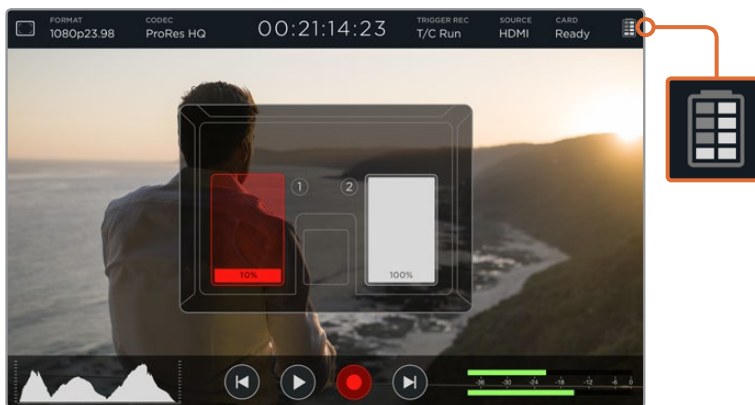 FORMAT
1080p23.98
CODEC
ProRes HQ
00:21:14:23
TRIGGER REC
T/C Run
SOURCE
HDMI
CARD
Ready
1
2
10%
100%
-36 -30 -24 -18 -12 -6 0